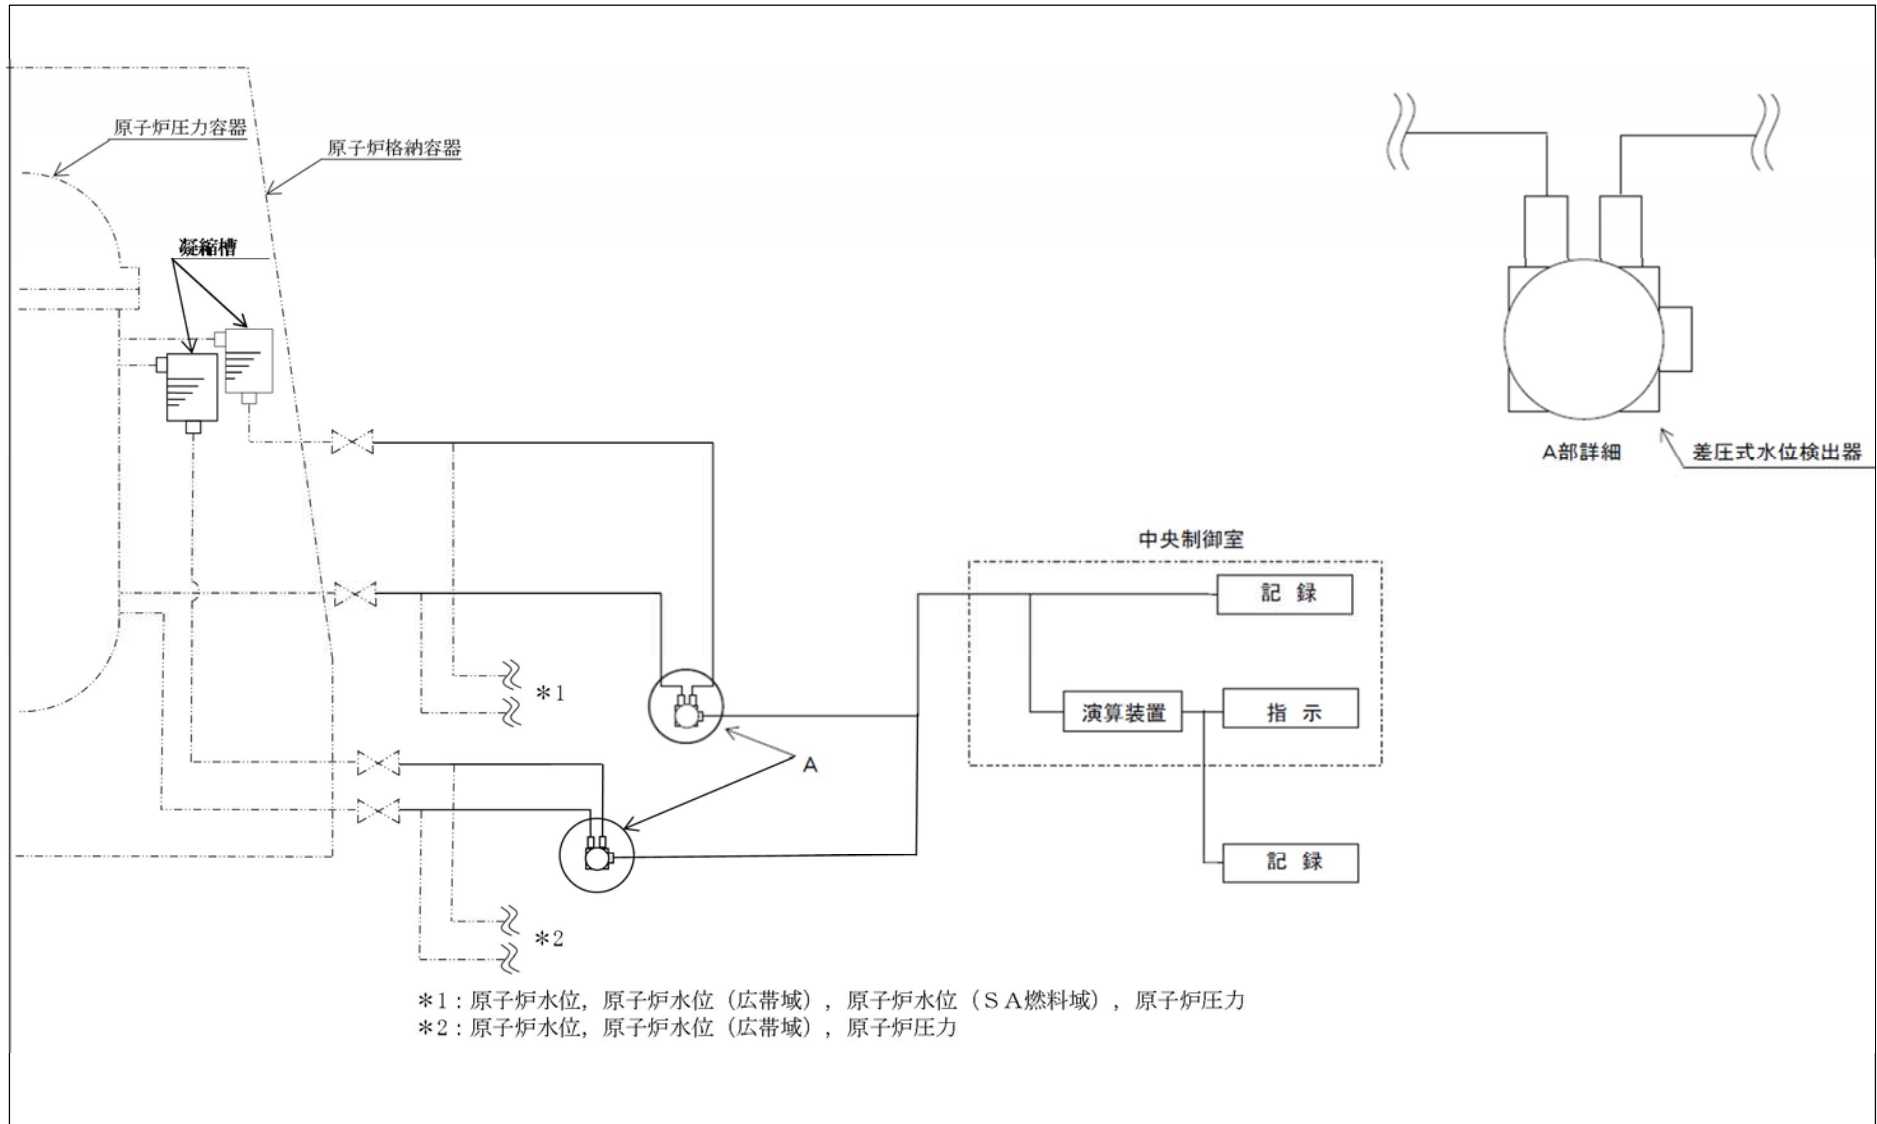 原子炉圧力容器
原子炉格納容器
凝縮槽
A部詳細
差圧式水位検出器
中央制御室
記 録
演算装置
指 示
記 録
A
＊1
＊2
＊1：原子炉水位，原子炉水位（広帯域），原子炉水位（ＳＡ燃料域），原子炉圧力
＊2：原子炉水位，原子炉水位（広帯域），原子炉圧力